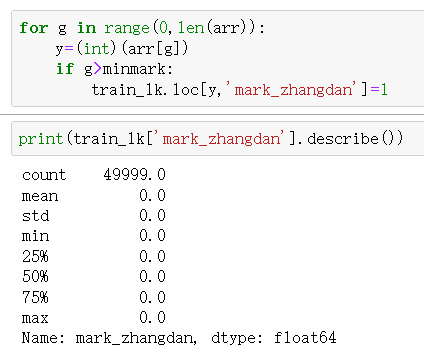 for g in range(0,len(arr)):
    y=(int)(arr[g])
    if g>minmark:
        train_1k.loc[y,'mark_zhangdan']=1
print(train_1k['mark_zhangdan'].describe())
count    49999.0
mean         0.0
std          0.0
min          0.0
25%          0.0
50%          0.0
75%          0.0
max          0.0
Name: mark_zhangdan, dtype: float64